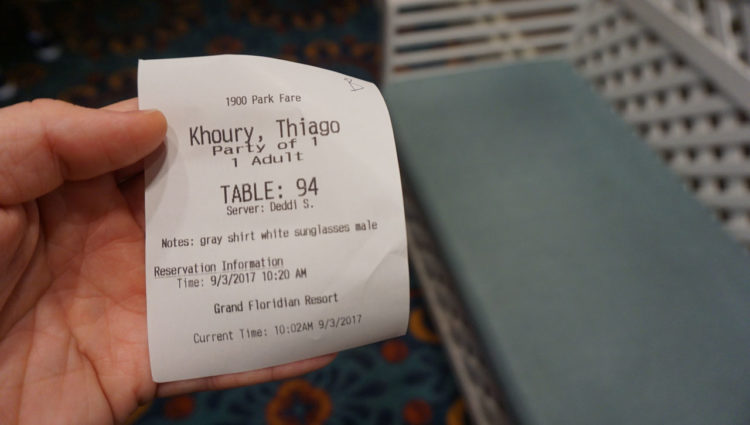 1900 Park Fare
Khoury, Thiago
Party of 1
1 Adult
TABLE: 94
Server: Deddi S.
Notes: gray shirt white sunglasses male
Reservation Information
Time: 9/3/2017 10:20 AM
Grand Floridian Resort
Current Time: 10:02AM 9/3/2017